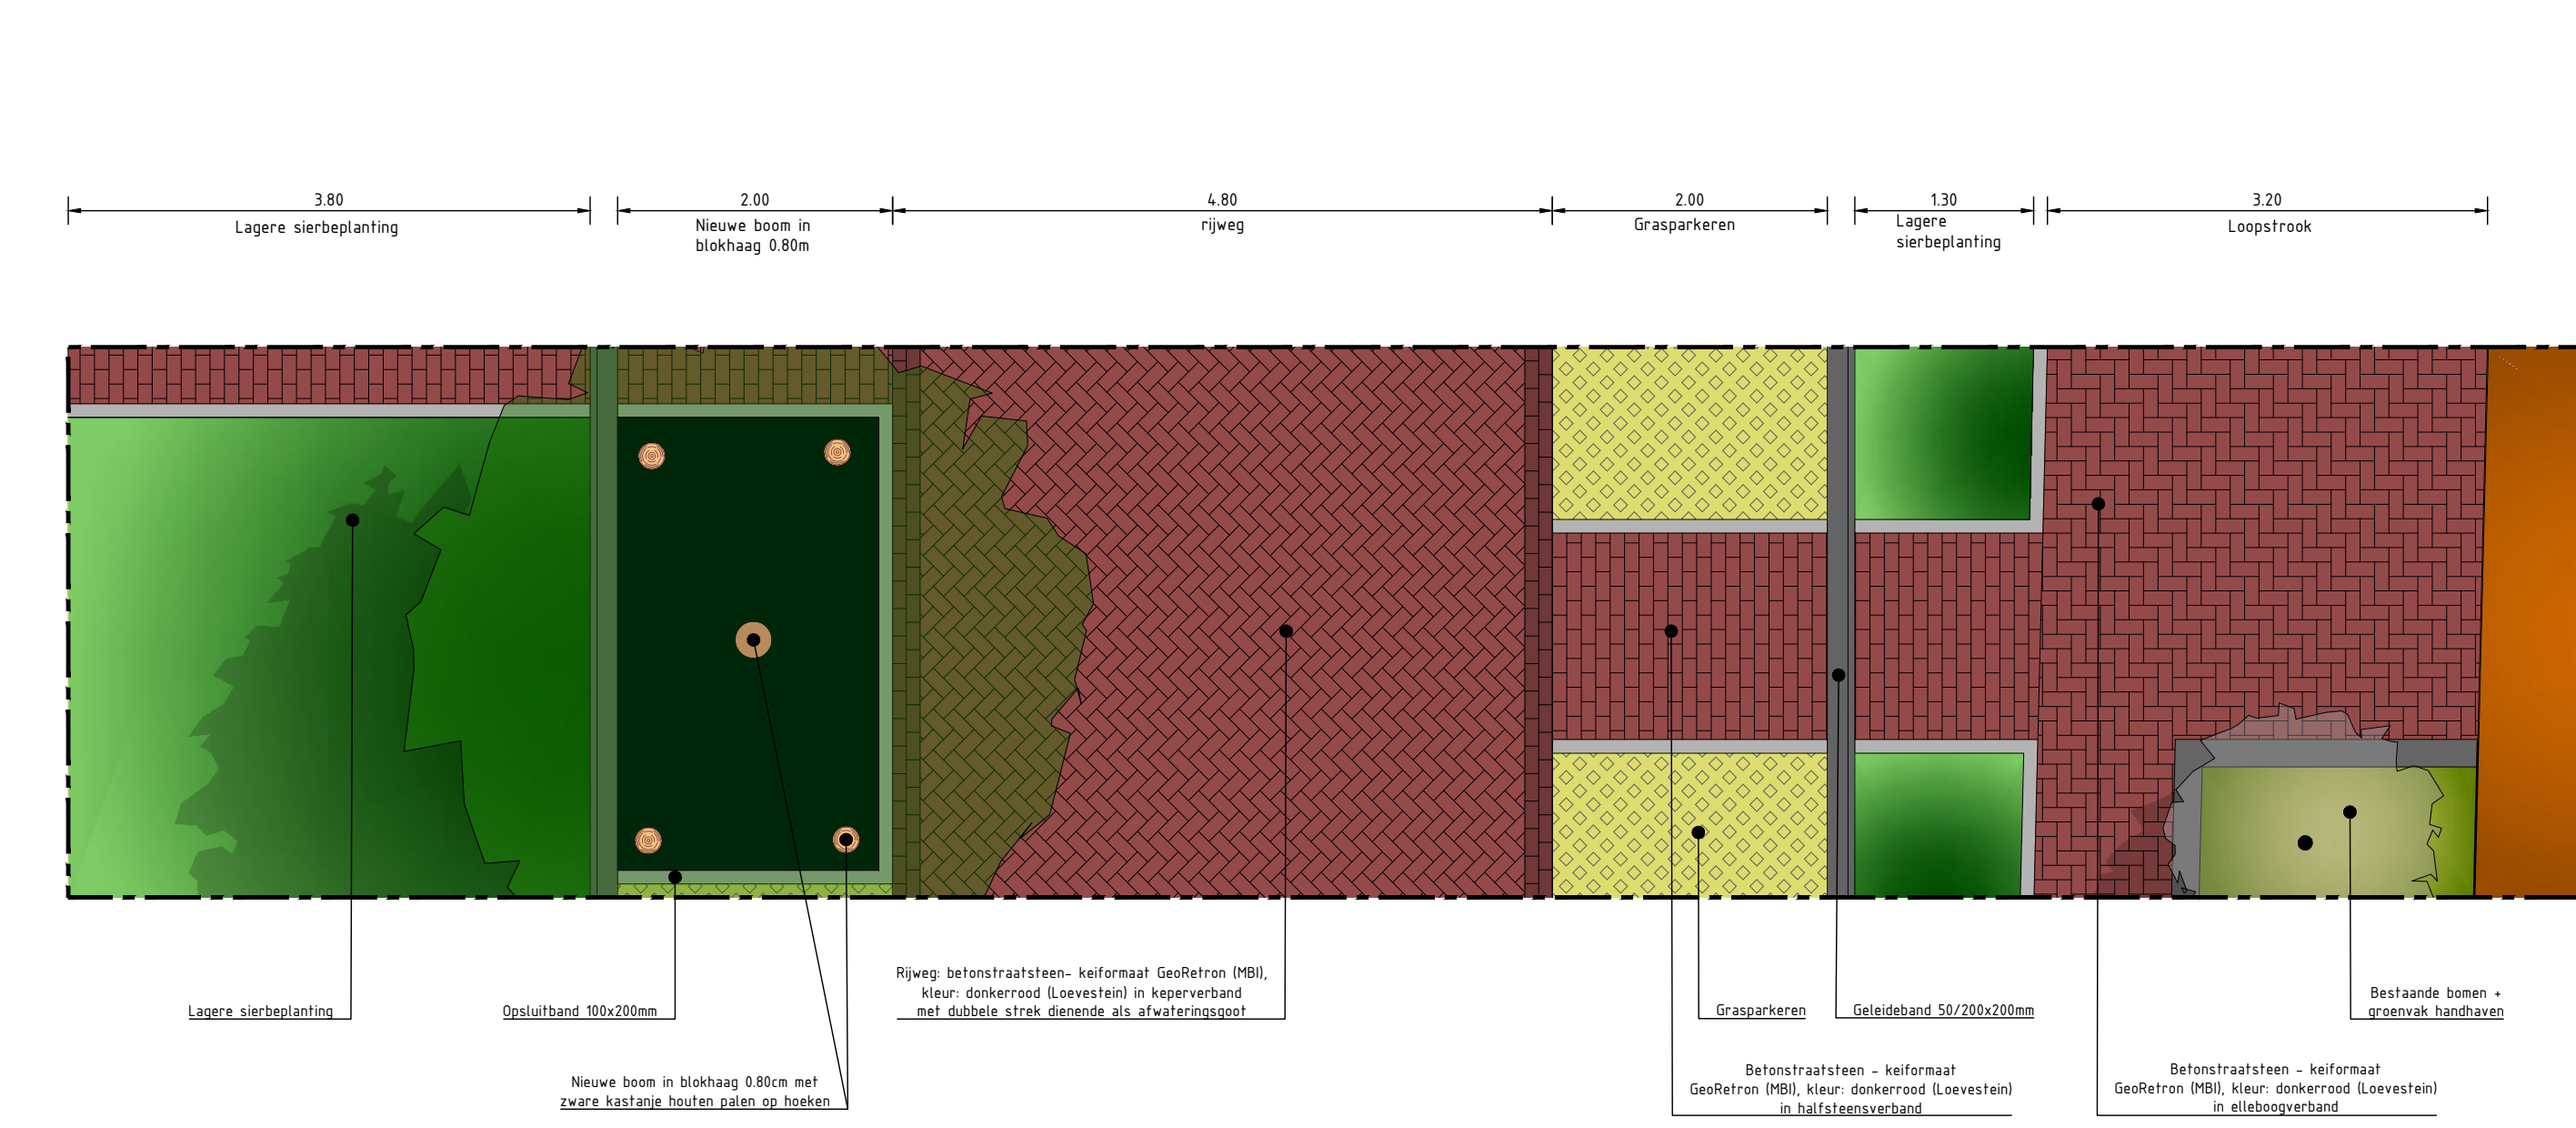 3.80
Lagere sierbeplanting
2.00
Nieuwe boom in
blokhaag 0.80m
4.80
rijweg
2.00
Grasparkeren
1.30
Lagere
sierbeplanting
3.20
Loopstrook
Lagere sierbeplanting
Opsluitband 100x200mm
Nieuwe boom in blokhaag 0.80cm met
zware kastanje houten palen op hoeken
Rijweg: betonstraatsteen- keiformaat GeoRetron (MBI),
kleur: donkerrood (Loevestein) in keperverband
met dubbele strek dienende als afwateringsgoot
Grasparkeren
Betonstraatsteen - keiformaat
GeoRetron (MBI), kleur: donkerrood (Loevestein)
in halfsteensverband
Geleideband 50/200x200mm
Betonstraatsteen - keiformaat
GeoRetron (MBI), kleur: donkerrood (Loevestein)
in elleboogverband
Bestaande bomen +
groenvak handhaven